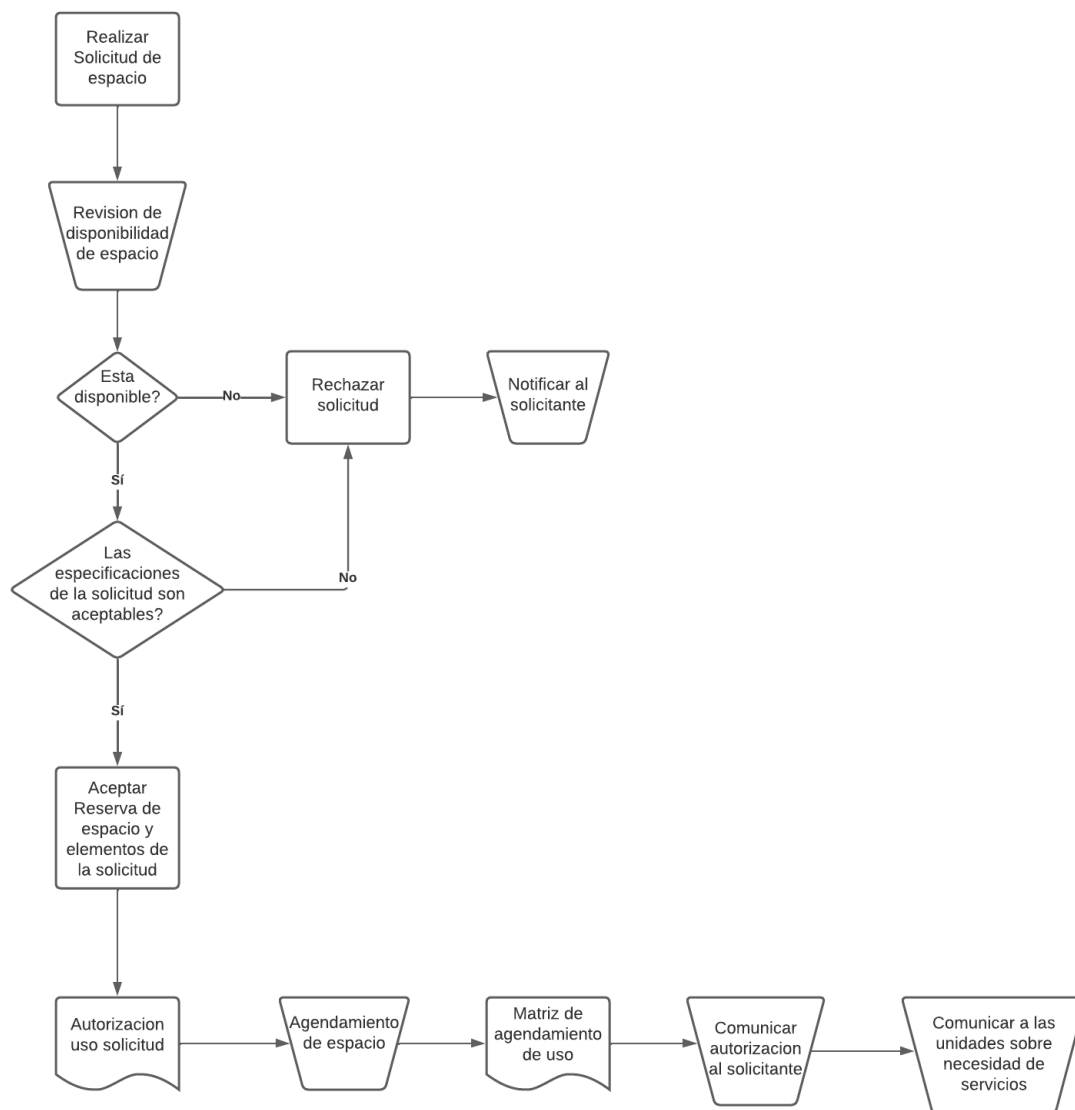 Realizar
Solicitud de
espacio
Revision de
disponibilidad
de espacio
Esta
disponible?
No
Rechazar
solicitud
Notificar al
solicitante
Sí
Las
especificaciones
de la solicitud son
aceptables?
No
Sí
Aceptar
Reserva de
espacio y
elementos de
la solicitud
Autorizacion
uso solicitud
Agendamiento
de espacio
Matriz de
agendamiento
de uso
Comunicar
autorizacion
al solicitante
Comunicar a las
unidades sobre
necesidad de
servicios